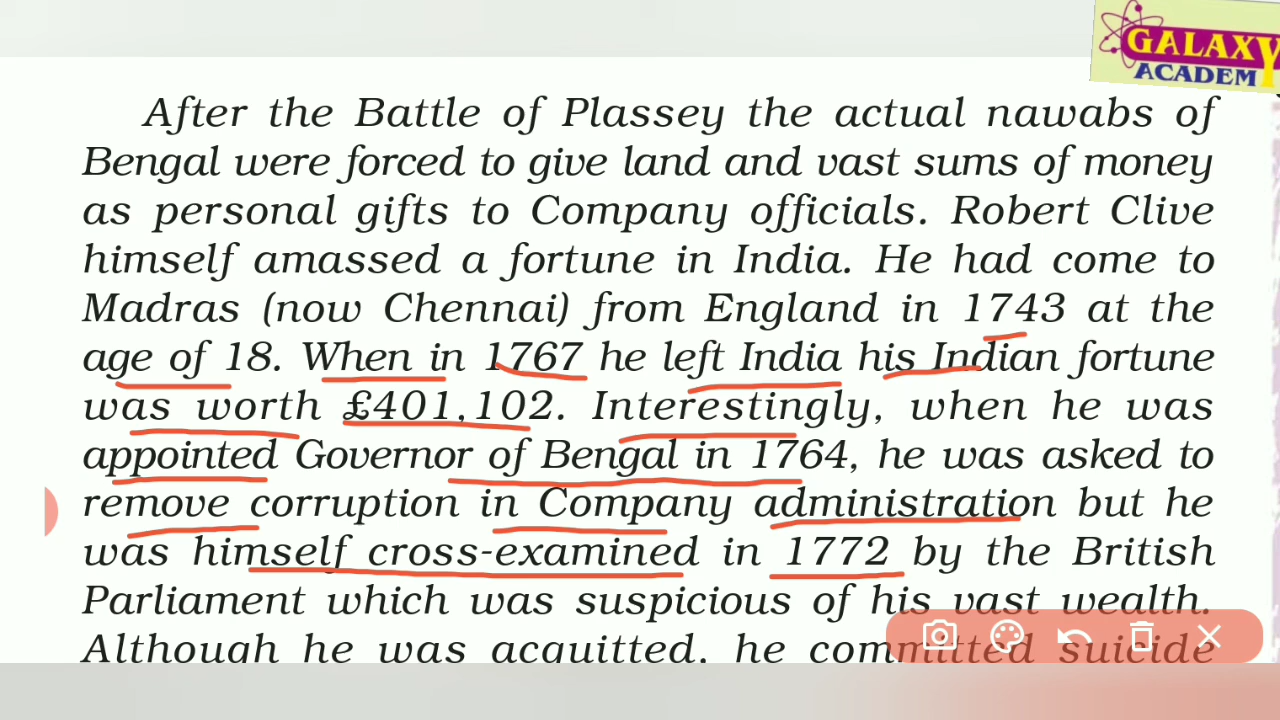 GALAXY
ACADEM
After the Battle of Plassey the actual nawabs of
Bengal were forced to give land and vast sums of money
as personal gifts to Company officials. Robert Clive
himself amassed a fortune in India. He had come to
Madras (now Chennai) from England in 1743 at the
age of 18. When in 1767 he left India his Indian fortune
was worth £401,102. Interestingly, when he was
appointed Governor of Bengal in 1764, he was asked to
remove corruption in Company administration but he
was himself cross-examined in 1772 by the British
Parliament which was suspicious of his vast wealth.
Although he was acquitted, he committed suicide